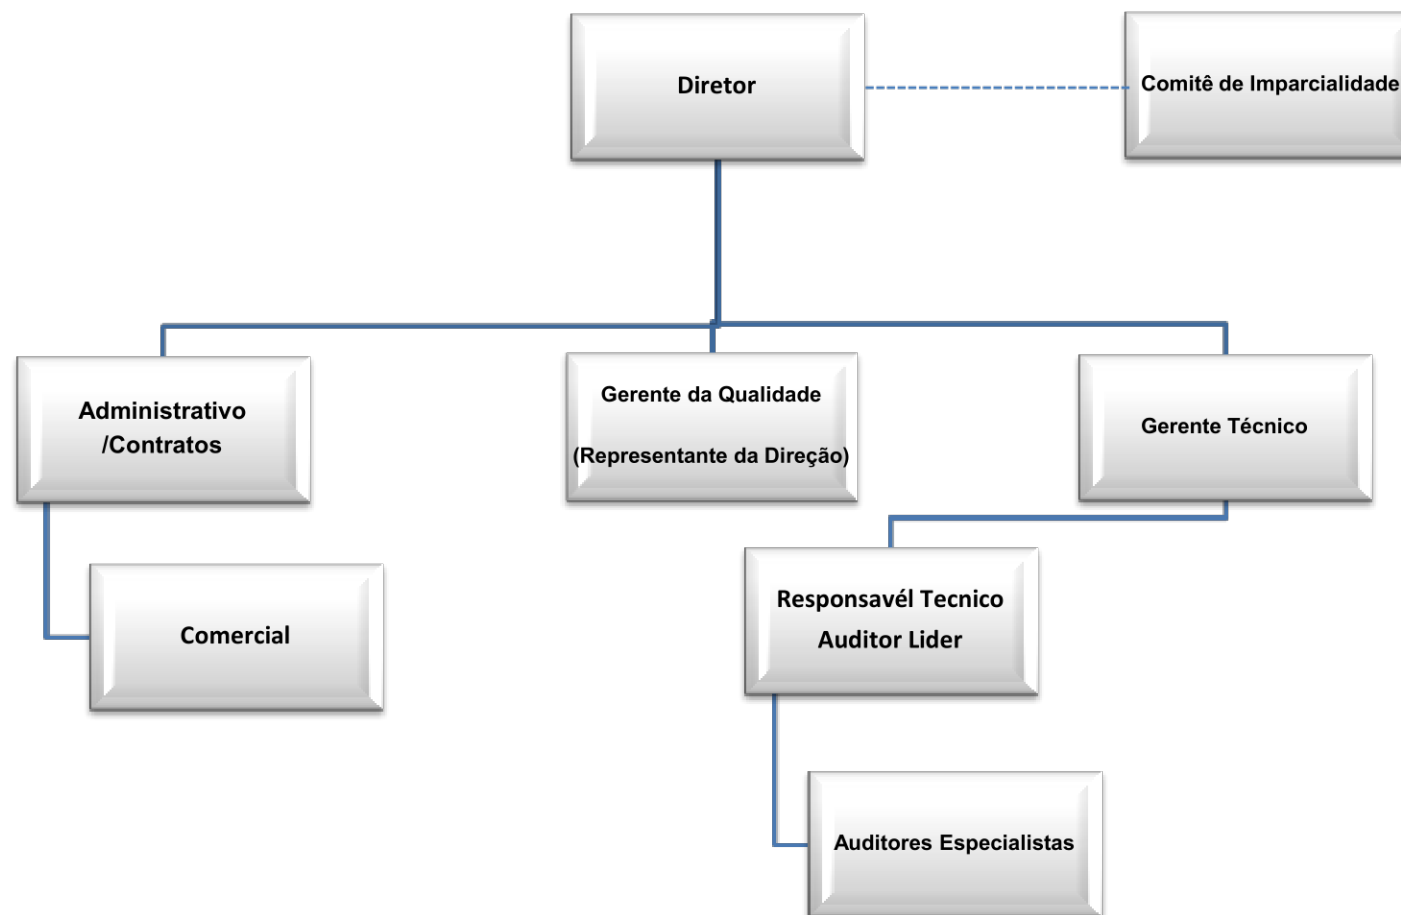 Diretor
Comitê de Imparcialidade
Administrativo
/Contratos
Gerente da Qualidade
(Representante da Direção)
Gerente Técnico
Responsavél Tecnico
Auditor Lider
Comercial
Auditores Especialistas